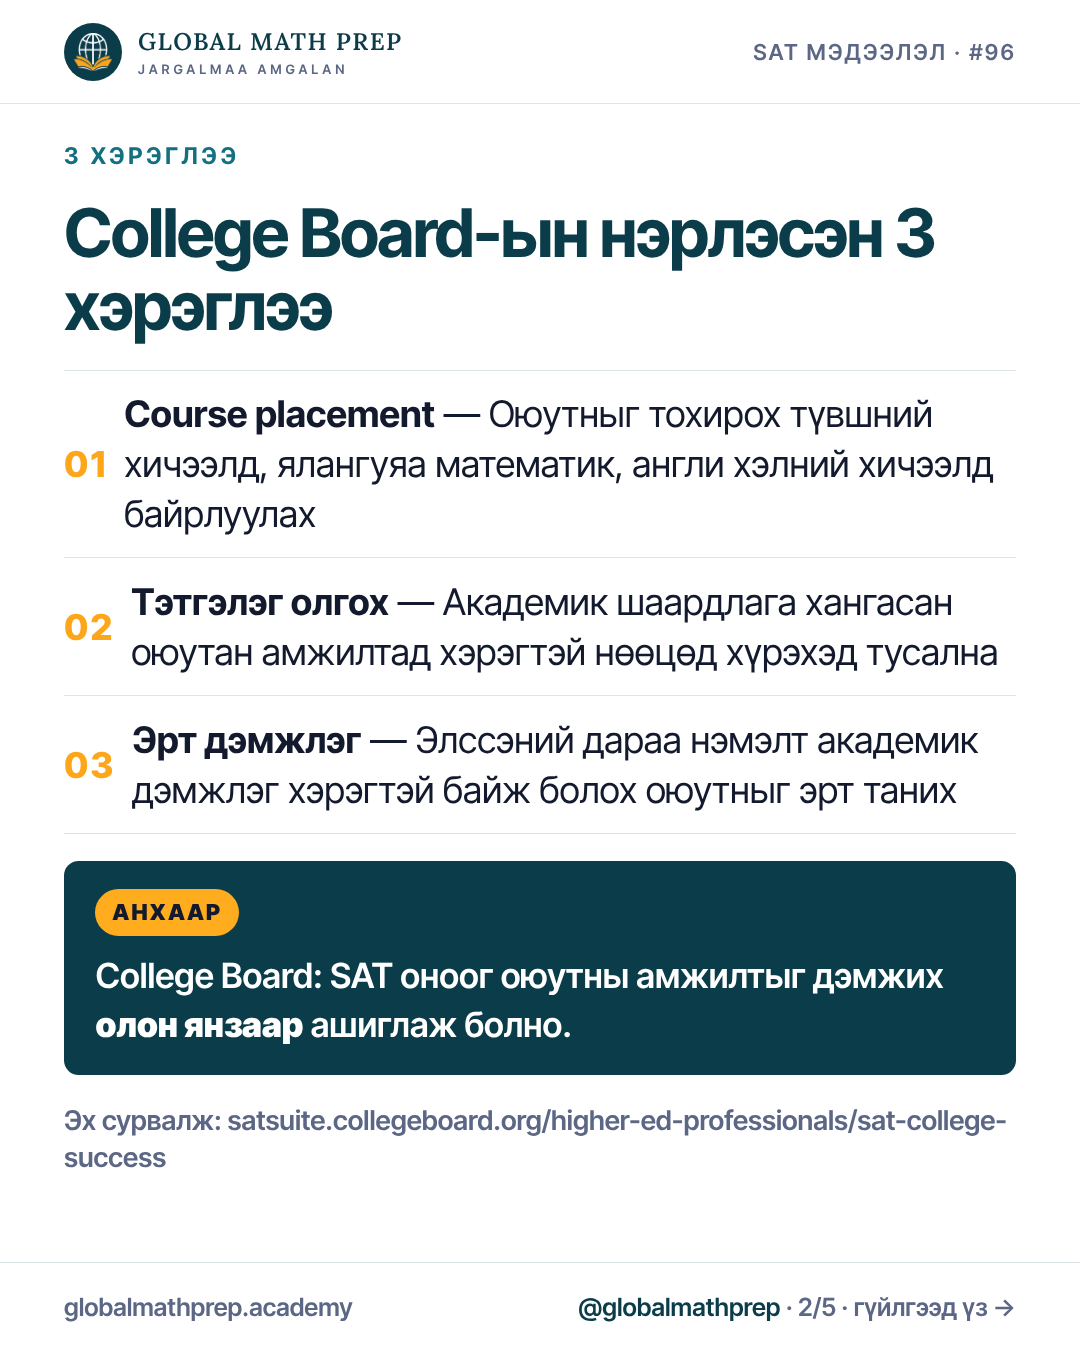 GLOBAL MATH PREP
JARGALMAA AMGALAN
SAT МЭДЭЭЛЭЛ · #96
3 ХЭРЭГЛЭЭ
College Board-ын нэрлэсэн 3
хэрэглээ
01 Course placement — Оюутныг тохирох түвшний
хичээлд, ялангуяа математик, англи хэлний хичээлд
байрлуулах
02 Тэтгэлэг олгох — Академик шаардлага хангасан
оюутан амжилтад хэрэгтэй нөөцөд хүрэхэд тусална
03 Эрт дэмжлэг — Элссэний дараа нэмэлт академик
дэмжлэг хэрэгтэй байж болох оюутныг эрт таних
АНХААР
College Board: SAT оноог оюутны амжилтыг дэмжих
олон янзаар ашиглаж болно.
Эх сурвалж: satsuite.collegeboard.org/higher-ed-professionals/sat-college-
success
globalmathprep.academy
@globalmathprep · 2/5 · гүйлгээд үз →